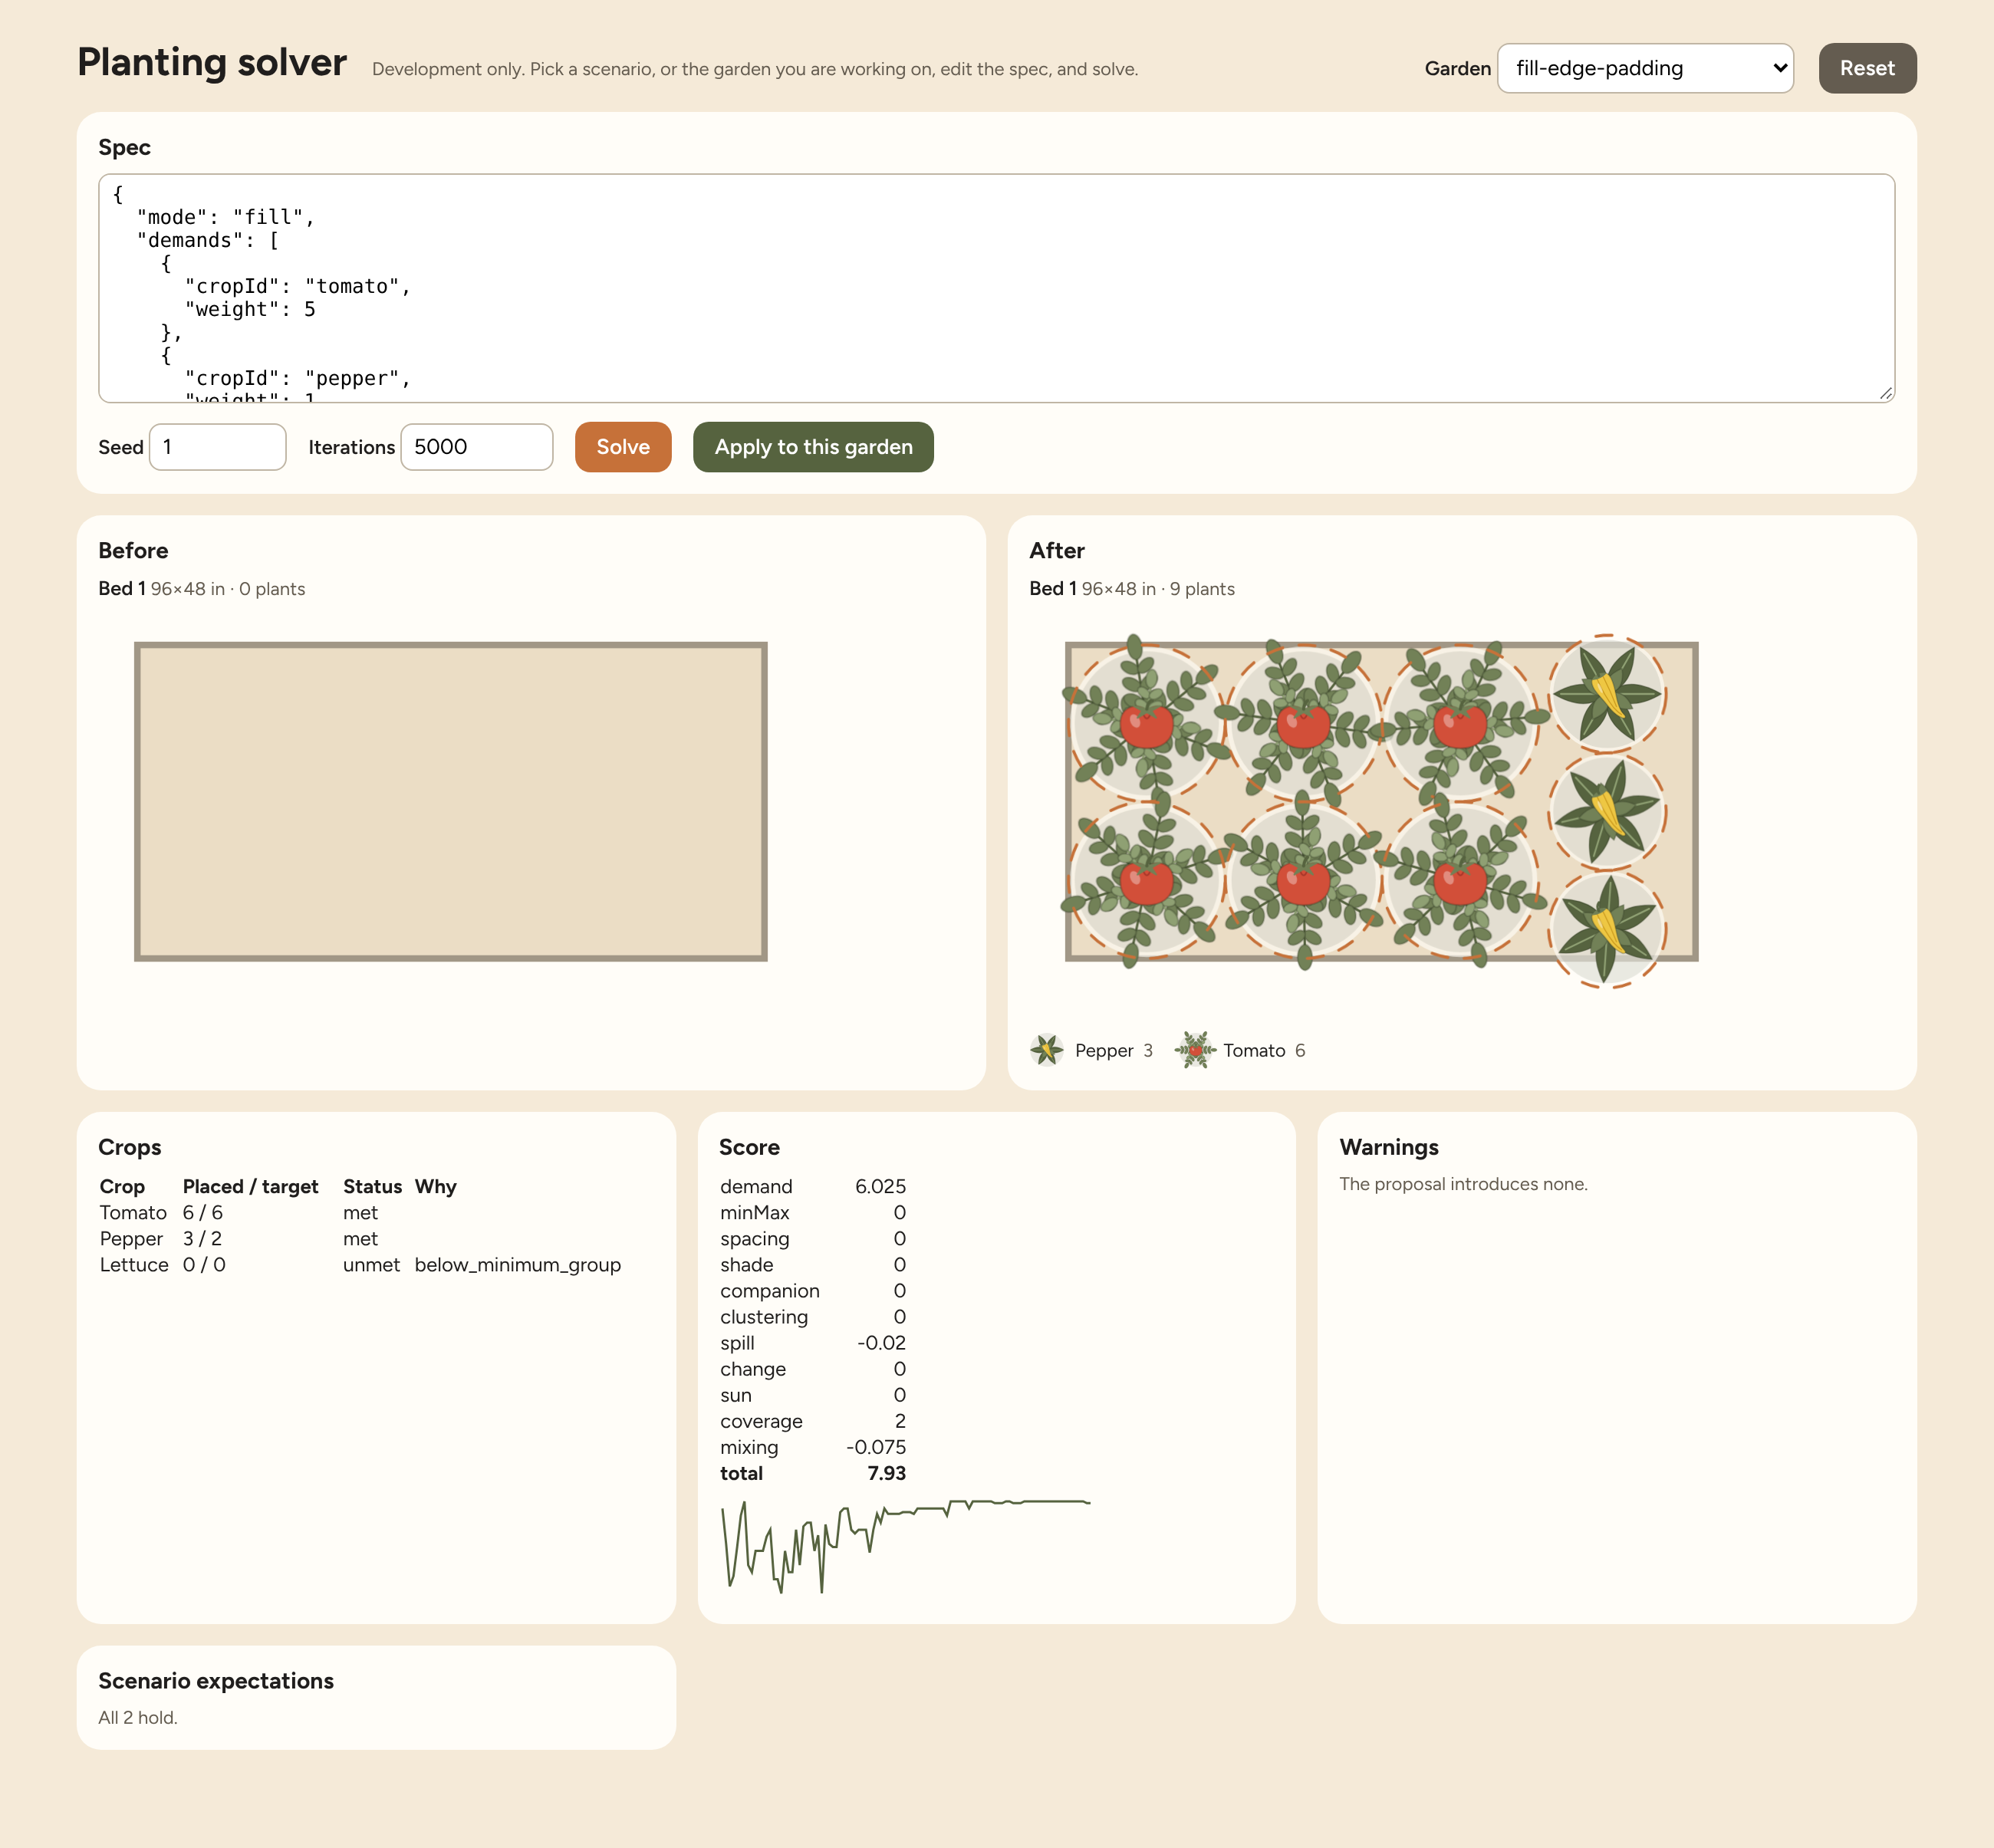 Planting solver
Development only. Pick a scenario, or the garden you are working on, edit the spec, and solve.
Garden
fill-edge-padding
Reset
Spec
{
"mode": "fill",
"demands": [
{
"cropId": "tomato",
"weight": 5
},
{
"cropId": "pepper",
"weight": 1
Seed
1
Iterations
5000
Solve
Apply to this garden
Before
Bed 1 96×48 in · 0 plants
After
Bed 1 96×48 in · 9 plants
Pepper 3
Tomato 6
Crops
Crop Placed / target Status Why
Tomato 6 / 6 met
Pepper 3 / 2 met
Lettuce 0 / 0 unmet below_minimum_group
Score
demand 6.025
minMax 0
spacing 0
shade 0
companion 0
clustering 0
spill -0.02
change 0
sun 0
coverage 2
mixing -0.075
total 7.93
Warnings
The proposal introduces none.
Scenario expectations
All 2 hold.